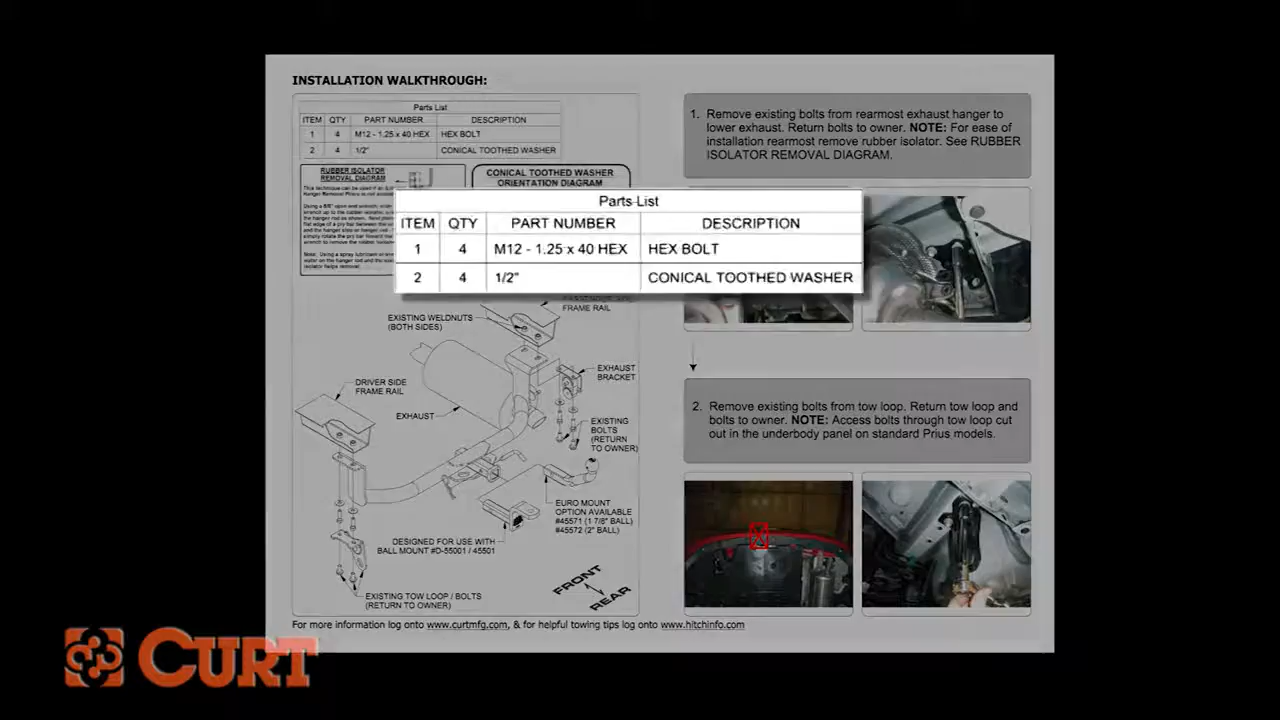 INSTALLATION WALKTHROUGH:
Parts List
ITEM QTY PART NUMBER DESCRIPTION
1 4 M12 - 1.25 x 40 HEX HEX BOLT
2 4 1/2" CONICAL TOOTHED WASHER
RUBBER ISOLATOR
REMOVAL DIAGRAM
CONICAL TOOTHED WASHER
ORIENTATION DIAGRAM
Parts List
ITEM QTY PART NUMBER DESCRIPTION
1 4 M12 - 1.25 x 40 HEX HEX BOLT
2 4 1/2" CONICAL TOOTHED WASHER
FRAME RAIL
EXISTING WELDNUTS
(BOTH SIDES)
EXHAUST
BRACKET
DRIVER SIDE
FRAME RAIL
EXHAUST
EXISTING
BOLTS
(RETURN
TO OWNER)
EURO MOUNT
OPTION AVAILABLE
#45571 (1 7/8" BALL)
#45572 (2" BALL)
DESIGNED FOR USE WITH
BALL MOUNT #D-55001 / 45501
EXISTING TOW LOOP / BOLTS
(RETURN TO OWNER)
FRONT
REAR
For more information log onto www.curtmfg.com, & for helpful towing tips log onto www.hitchinfo.com
1. Remove existing bolts from rearmost exhaust hanger to
lower exhaust. Return bolts to owner. NOTE: For ease of
installation rearmost remove rubber isolator. See RUBBER
ISOLATOR REMOVAL DIAGRAM.
2. Remove existing bolts from tow loop. Return tow loop and
bolts to owner. NOTE: Access bolts through tow loop cut
out in the underbody panel on standard Prius models.
CURT